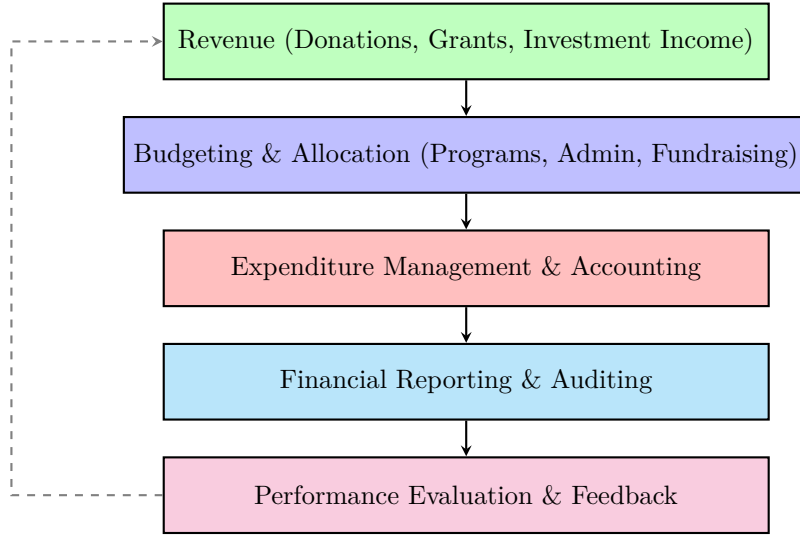 Revenue (Donations, Grants, Investment Income)
Budgeting & Allocation (Programs, Admin, Fundraising)
Expenditure Management & Accounting
Financial Reporting & Auditing
Performance Evaluation & Feedback